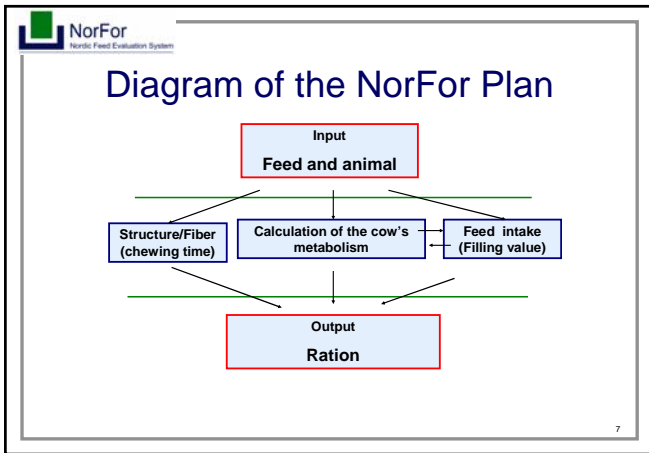 NorFor
Nordic Feed Evaluation System
Diagram of the NorFor Plan
Input
Feed and animal
Structure/Fiber
(chewing time)
Calculation of the cow's
metabolism
Feed intake
(Filling value)
Output
Ration
7